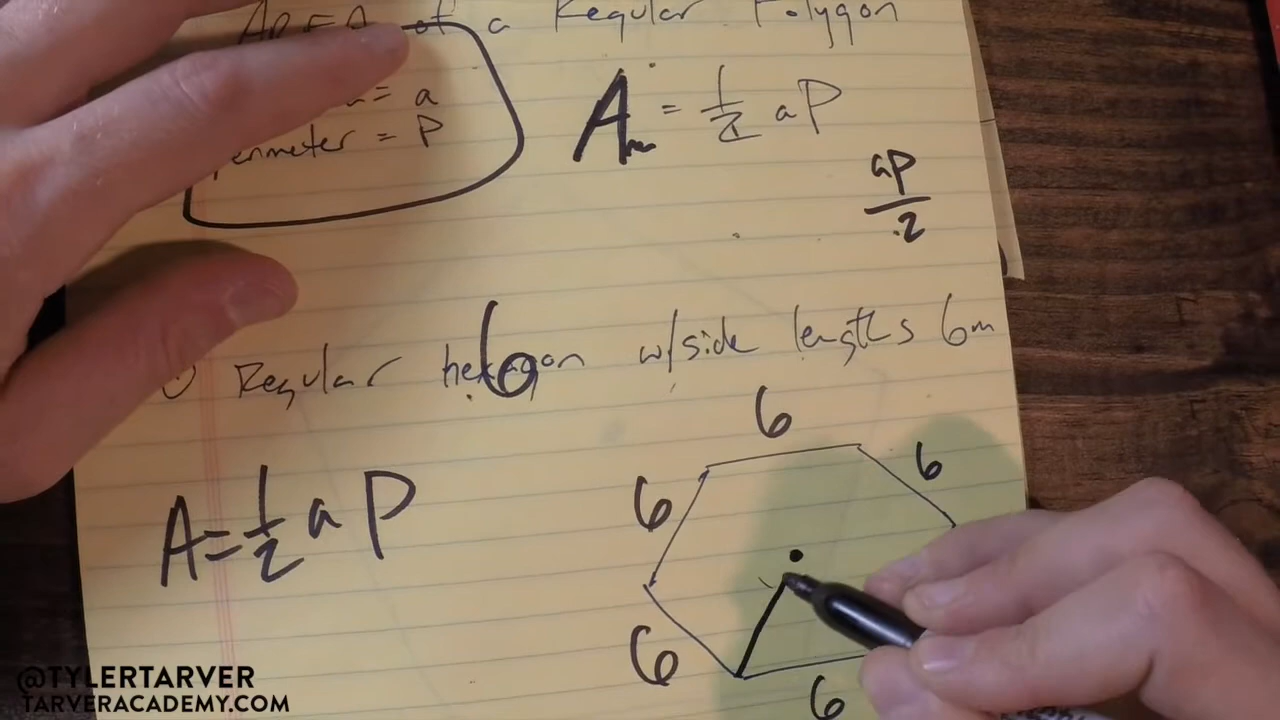 of a Regular Polygon
= a
= P
A = 1/2 aP
aP/2
Regular hexagon w/side lengths 6m
6
6
6
6
A = 1/2 a P
6
6
@TYLERTARVER
TARVERACADEMY.COM